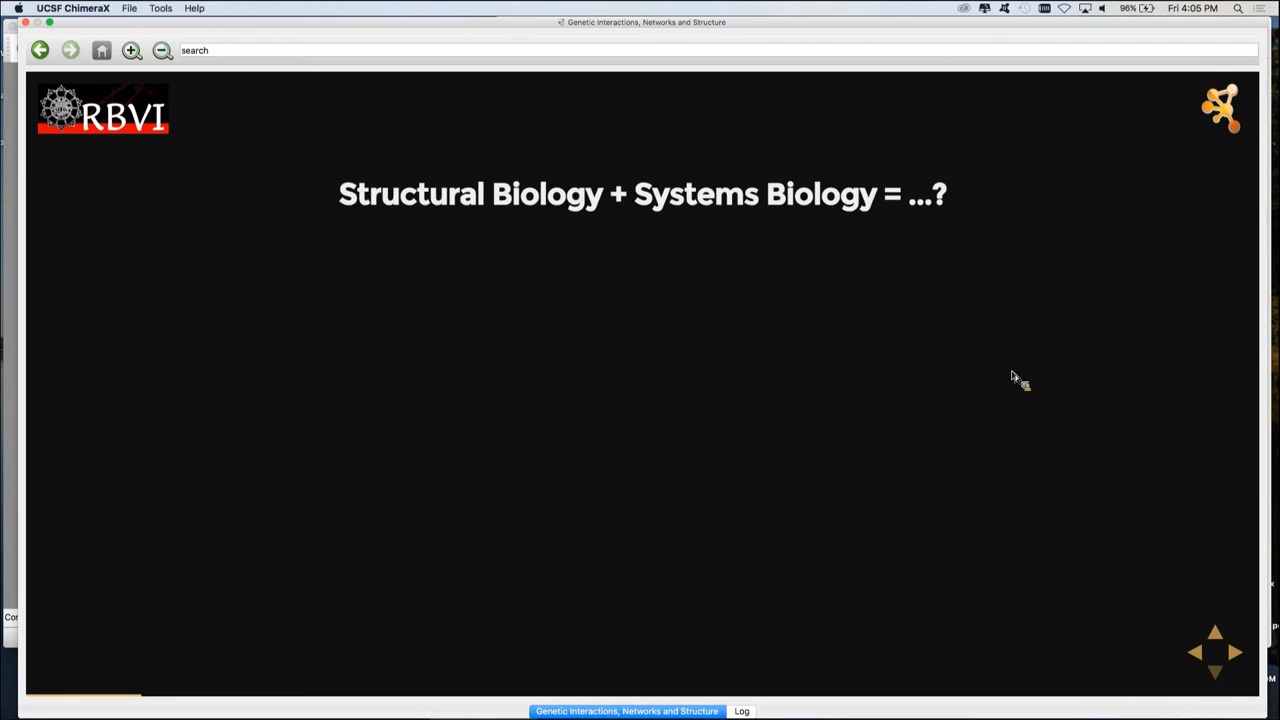 UCSF ChimeraX File Tools Help 96% Fri 4:05 PM
Genetic Interactions, Networks and Structure
search
RBVI
Structural Biology + Systems Biology = ...?
Genetic Interactions, Networks and Structure Log